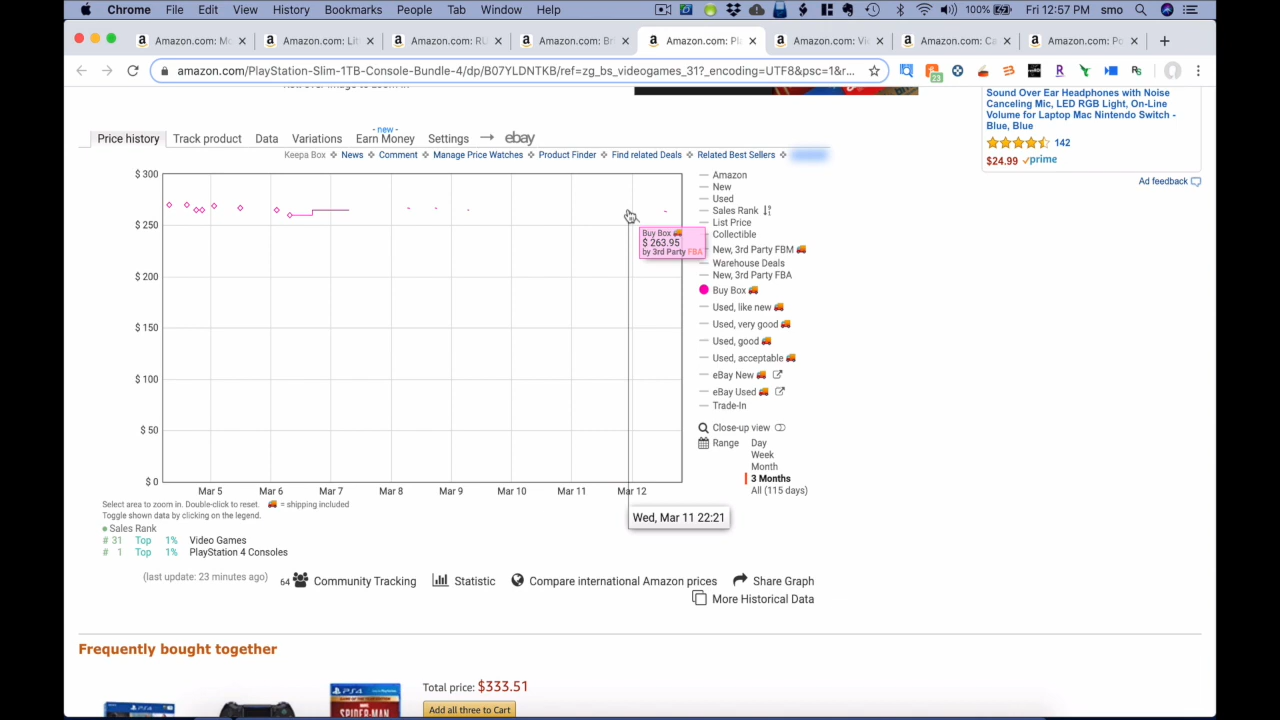 Chrome File Edit View History Bookmarks People Tab Window Help 100% Fri 12:57 PM smo
Amazon.com: Mo Amazon.com: Lit Amazon.com: RU Amazon.com: Br Amazon.com: Pl Amazon.com: Vi Amazon.com: Ca Amazon.com: Po
amazon.com/PlayStation-Slim-1TB-Console-Bundle-4/dp/B07YLDNTKB/ref=zg_bs_videogames_31?_encoding=UTF8&psc=1&r...
23
Sound Over Ear Headphones with Noise
Canceling Mic, LED RGB Light, On-Line
Volume for Laptop Mac Nintendo Switch -
Blue, Blue
142
$24.99 prime
Ad feedback
- new -
Price history Track product Data Variations Earn Money Settings ebay
Keepa Box News Comment Manage Price Watches Product Finder Find related Deals Related Best Sellers
$ 300
$ 250
$ 200
$ 150
$ 100
$ 50
$ 0
Mar 5 Mar 6 Mar 7 Mar 8 Mar 9 Mar 10 Mar 11 Mar 12
Buy Box
$ 263.95
by 3rd Party FBA
Wed, Mar 11 22:21
Amazon
New
Used
Sales Rank
List Price
Collectible
New, 3rd Party FBM
Warehouse Deals
New, 3rd Party FBA
Buy Box
Used, like new
Used, very good
Used, good
Used, acceptable
eBay New
eBay Used
Trade-In
Close-up view
Range Day
Week
Month
3 Months
All (115 days)
Select area to zoom in. Double-click to reset. = shipping included
Toggle shown data by clicking on the legend.
Sales Rank
# 31 Top 1% Video Games
# 1 Top 1% PlayStation 4 Consoles
(last update: 23 minutes ago) 64 Community Tracking Statistic Compare international Amazon prices Share Graph
More Historical Data
Frequently bought together
Total price: $333.51
Add all three to Cart
PS4
SPIDER-MAN